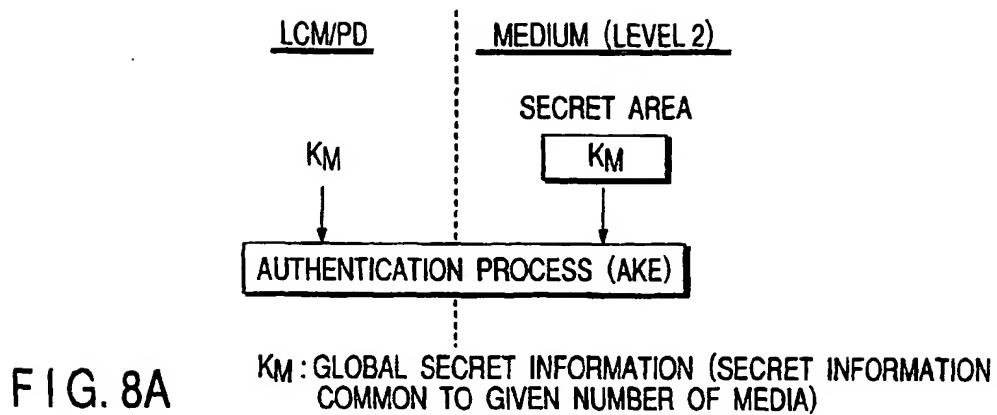 LCM/PD
MEDIUM (LEVEL 2)
SECRET AREA
KM
KM
AUTHENTICATION PROCESS (AKE)
FIG. 8A
KM : GLOBAL SECRET INFORMATION (SECRET INFORMATION
COMMON TO GIVEN NUMBER OF MEDIA)